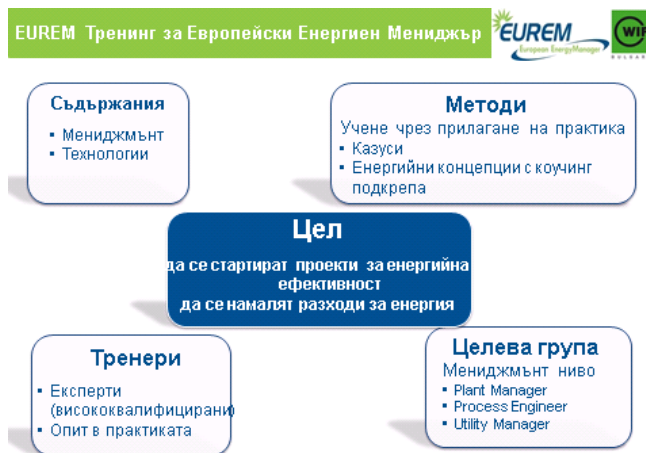 EUREM Тренинг за Европейски Енергиен Мениджър
EUREM
European EnergyManager
WIFI
BULGAR
Съдържания
▪ Мениджмънт
▪ Технологии
Методи
Учене чрез прилагане на практика
▪ Казуси
▪ Енергийни концепции с коучинг
подкрепа
Цел
да се стартират проекти за енергийна
ефективност
да се намалят разходи за енергия
Тренери
▪ Експерти
(висококвалифицирани)
▪ Опит в практиката
Целева група
Мениджмънт ниво
▪ Plant Manager
▪ Process Engineer
▪ Utility Manager